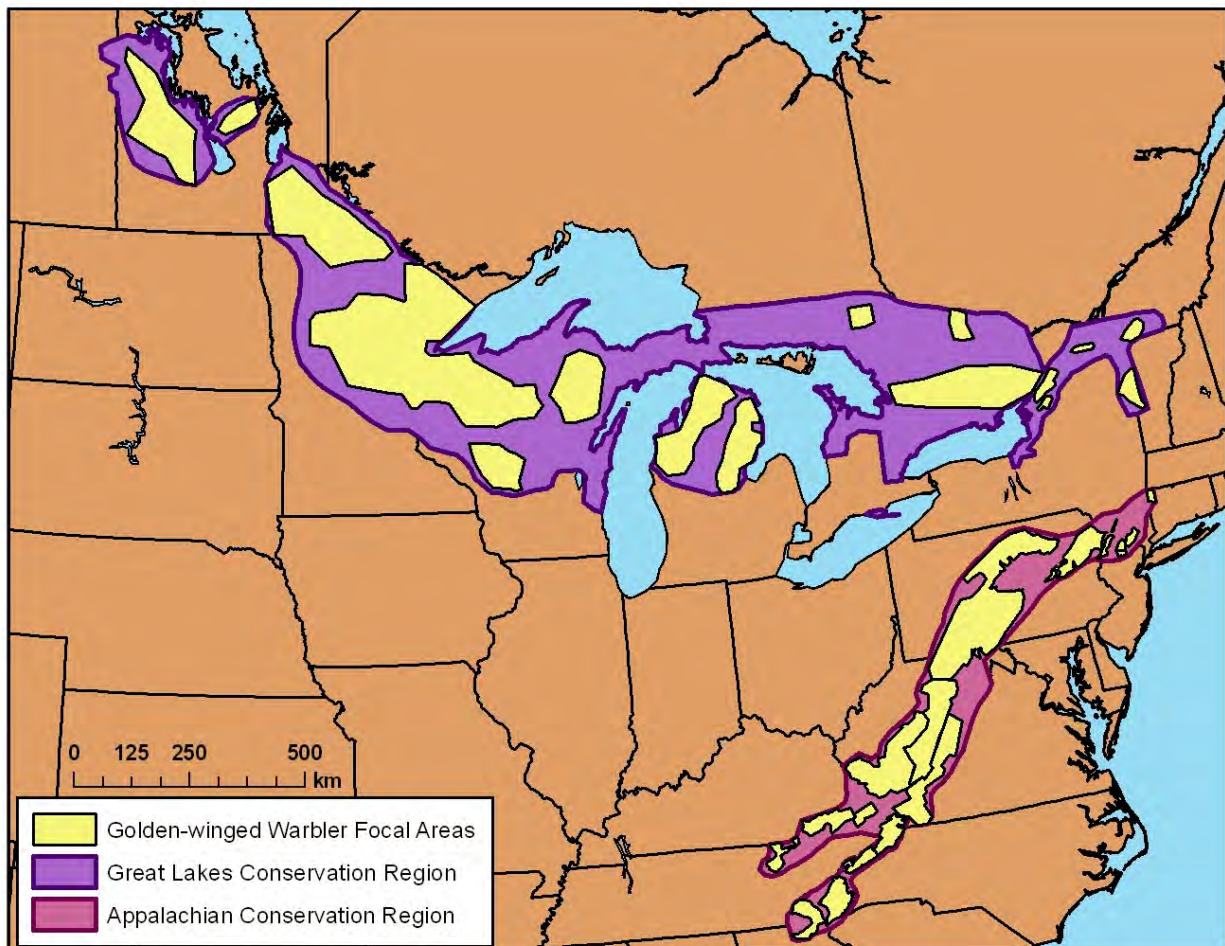 0 125 250 500
km
Golden-winged Warbler Focal Areas
Great Lakes Conservation Region
Appalachian Conservation Region